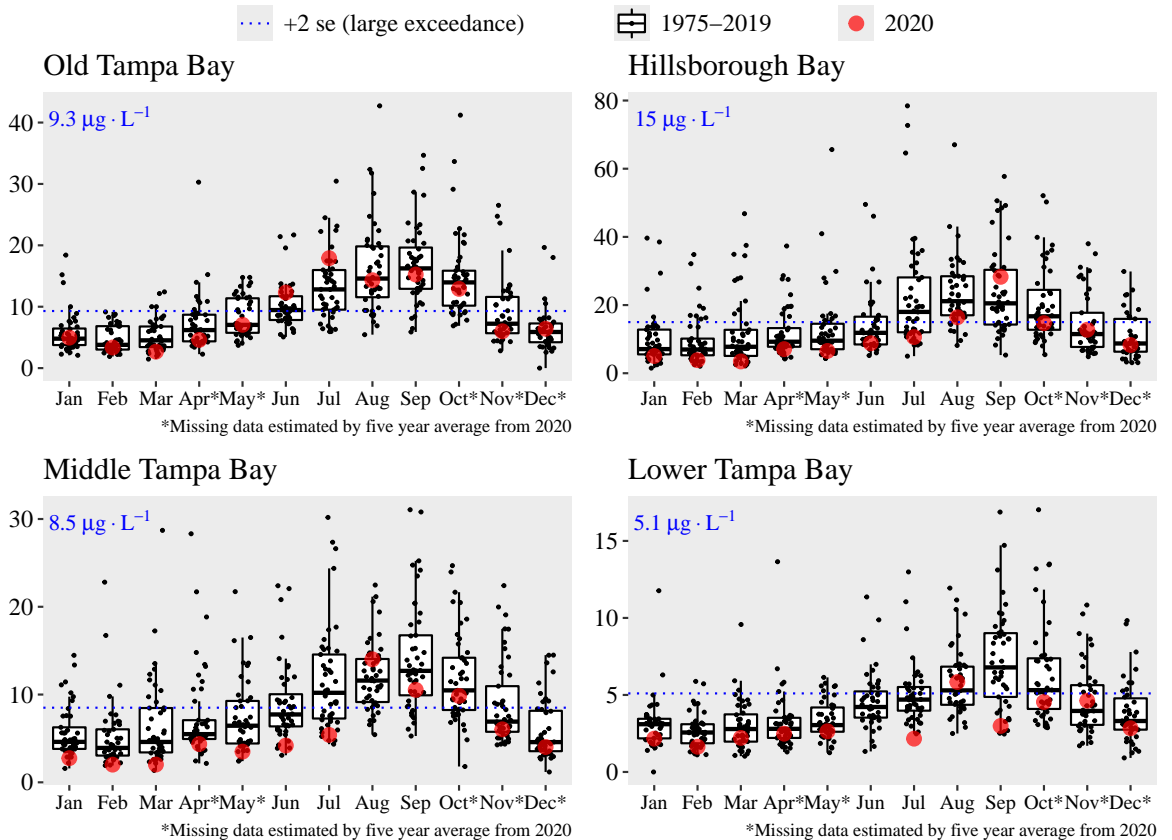 +2 se (large exceedance) 1975–2019 2020
Old Tampa Bay
9.3 μg · L⁻¹
40
30
20
10
0
Jan Feb Mar Apr* May* Jun Jul Aug Sep Oct* Nov* Dec*
*Missing data estimated by five year average from 2020
Hillsborough Bay
15 μg · L⁻¹
80
60
40
20
0
Jan Feb Mar Apr* May* Jun Jul Aug Sep Oct* Nov* Dec*
*Missing data estimated by five year average from 2020
Middle Tampa Bay
8.5 μg · L⁻¹
30
20
10
0
Jan Feb Mar Apr* May* Jun Jul Aug Sep Oct* Nov* Dec*
*Missing data estimated by five year average from 2020
Lower Tampa Bay
5.1 μg · L⁻¹
15
10
5
0
Jan Feb Mar Apr* May* Jun Jul Aug Sep Oct* Nov* Dec*
*Missing data estimated by five year average from 2020